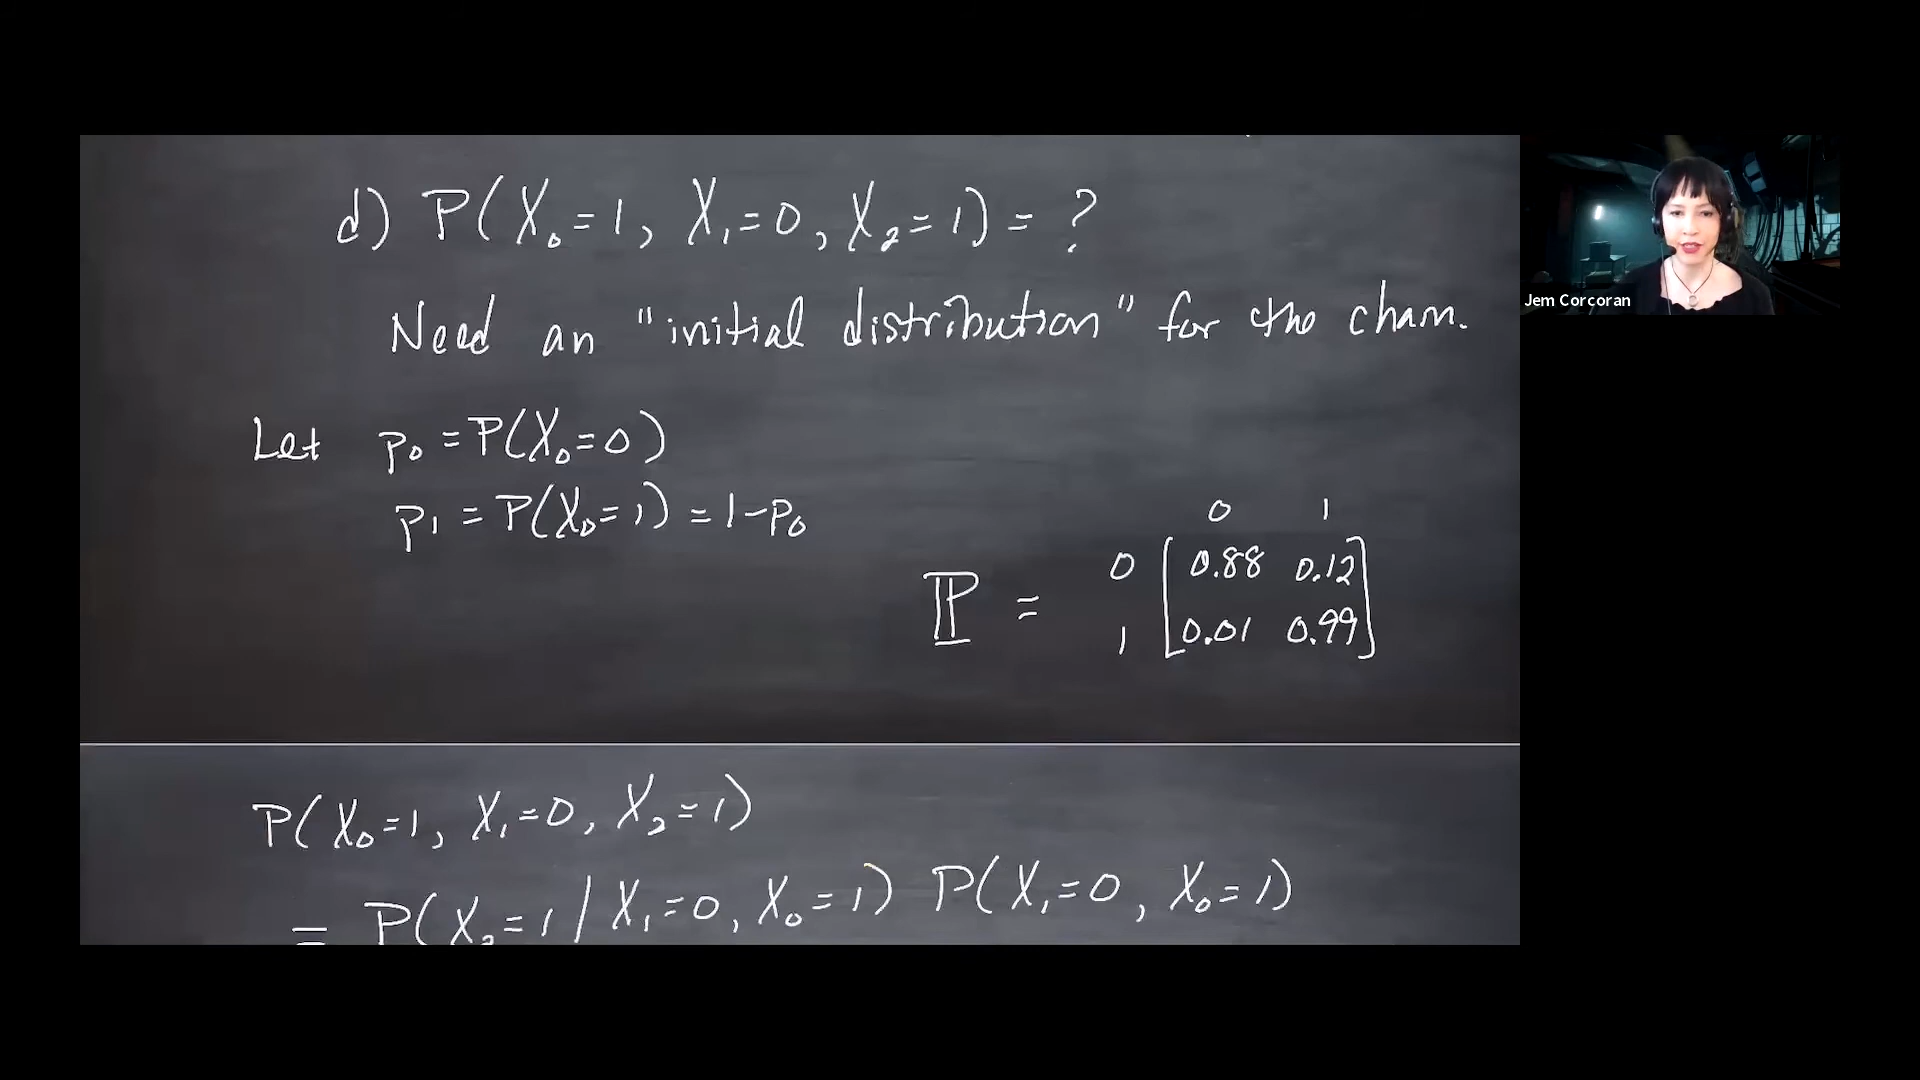 d) P(X₀=1, X₁=0, X₂=1) = ?
Need an "initial distribution" for the chain.
Let p₀ = P(X₀=0)
p₁ = P(X₀=1) = 1-p₀
0 1
ℙ = 0 [0.88 0.12]
1 [0.01 0.99]
P(X₀=1, X₁=0, X₂=1)
= P(X₂=1 | X₁=0, X₀=1) P(X₁=0, X₀=1)
Jem Corcoran